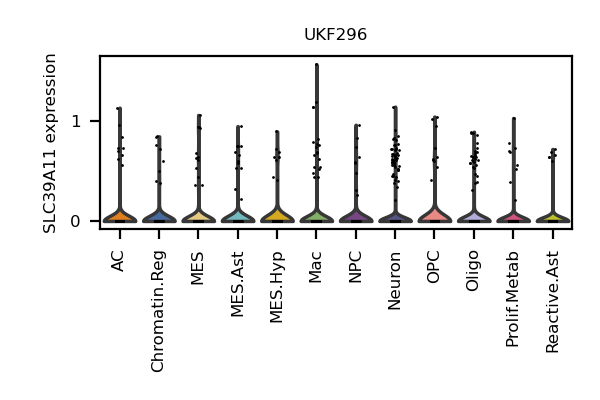 UKF296
SLC39A11 expression
1
0
AC
Chromatin.Reg
MES
MES.Ast
MES.Hyp
Mac
NPC
Neuron
OPC
Oligo
Prolif.Metab
Reactive.Ast